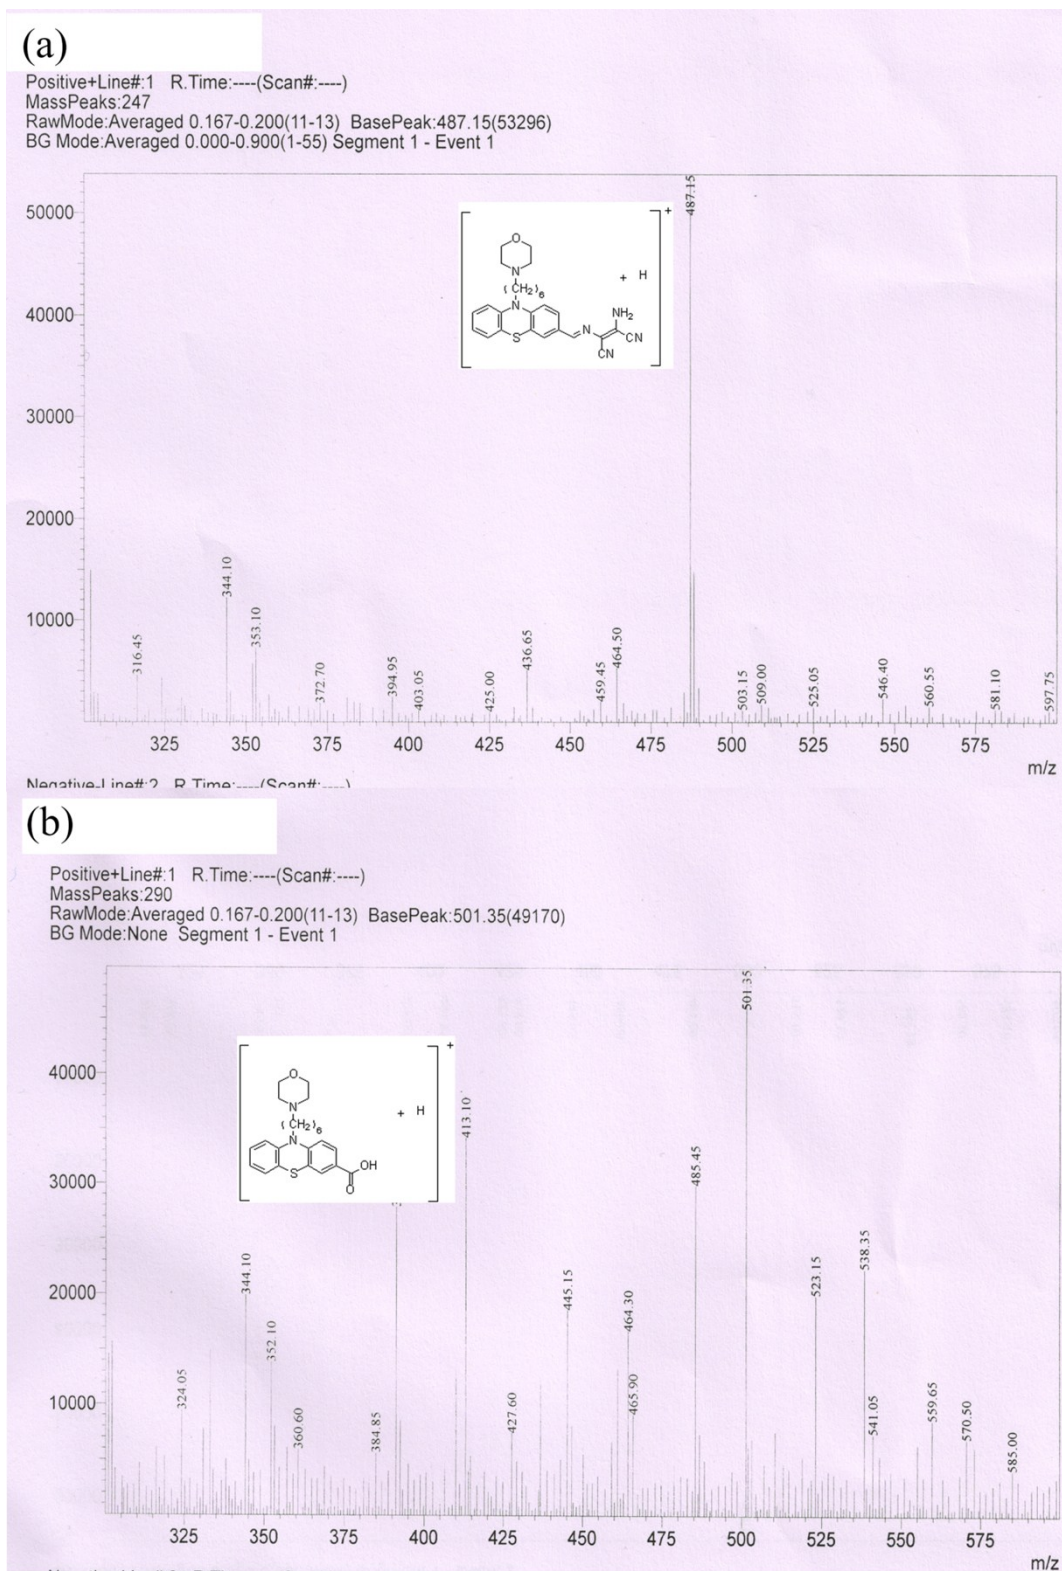 (a)
Positive+Line#:1 R.Time:----(Scan#:----)
MassPeaks:247
RawMode:Averaged 0.167-0.200(11-13) BasePeak:487.15(53296)
BG Mode:Averaged 0.000-0.900(1-55) Segment 1 - Event 1
50000
40000
30000
20000
10000
487.15
+
O
N
(CH2)6
N
S
N
NH2
CN
CN
+ H
316.45
344.10
353.10
372.70
394.95
403.05
425.00
436.65
459.45
464.50
503.15
509.00
525.05
546.40
560.55
581.10
597.75
325 350 375 400 425 450 475 500 525 550 575
m/z
Negative-Line#:2 R.Time:----(Scan#:----)
(b)
Positive+Line#:1 R.Time:----(Scan#:----)
MassPeaks:290
RawMode:Averaged 0.167-0.200(11-13) BasePeak:501.35(49170)
BG Mode:None Segment 1 - Event 1
40000
30000
20000
10000
+
O
N
(CH2)6
N
S
OH
O
+ H
324.05
344.10
352.10
360.60
384.85
413.10
427.60
445.15
464.30
465.90
485.45
501.35
523.15
538.35
541.05
559.65
570.50
585.00
325 350 375 400 425 450 475 500 525 550 575
m/z